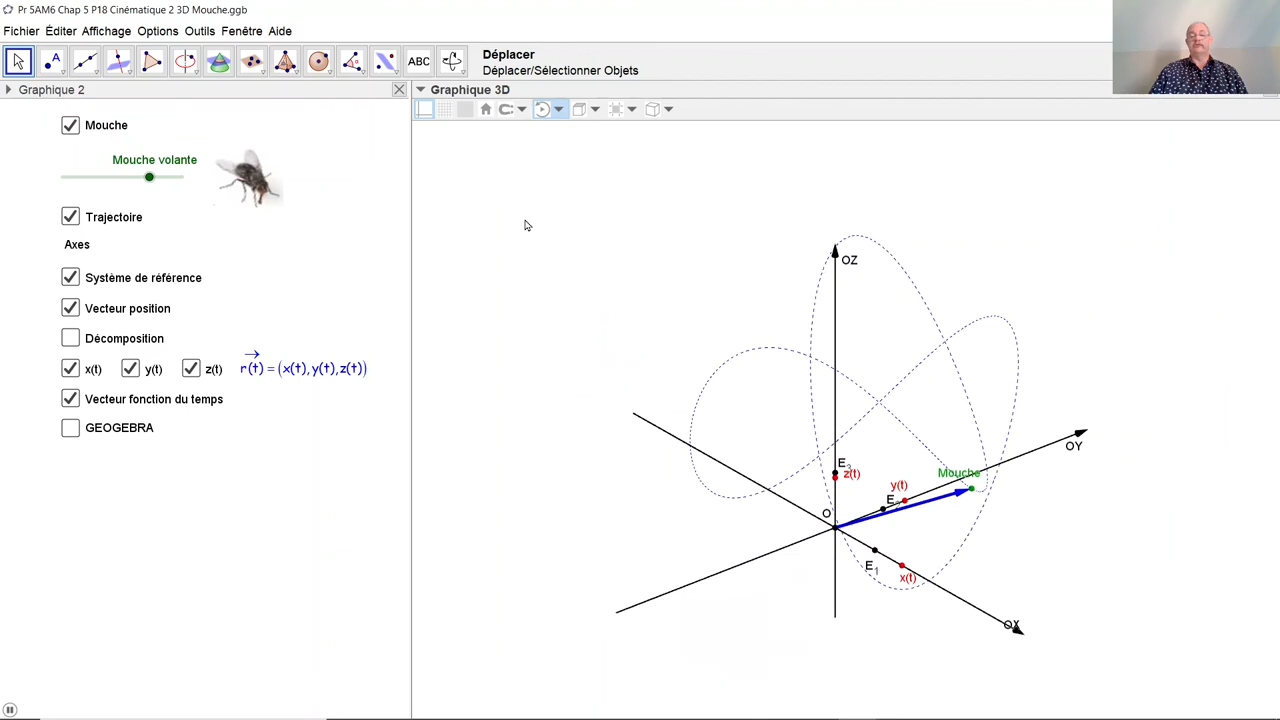 Pr 5AM6 Chap 5 P18 Cinématique 2 3D Mouche.ggb
Fichier Éditer Affichage Options Outils Fenêtre Aide
A
ABC
Déplacer
Déplacer/Sélectionner Objets
Graphique 2
Graphique 3D
Mouche
Mouche volante
Trajectoire
Axes
Système de référence
Vecteur position
Décomposition
x(t) y(t) z(t) r(t) = (x(t), y(t), z(t))
Vecteur fonction du temps
GEOGEBRA
OZ
OY
E
z(t)
Mouche
y(t)
E
O
E₁
x(t)
OX